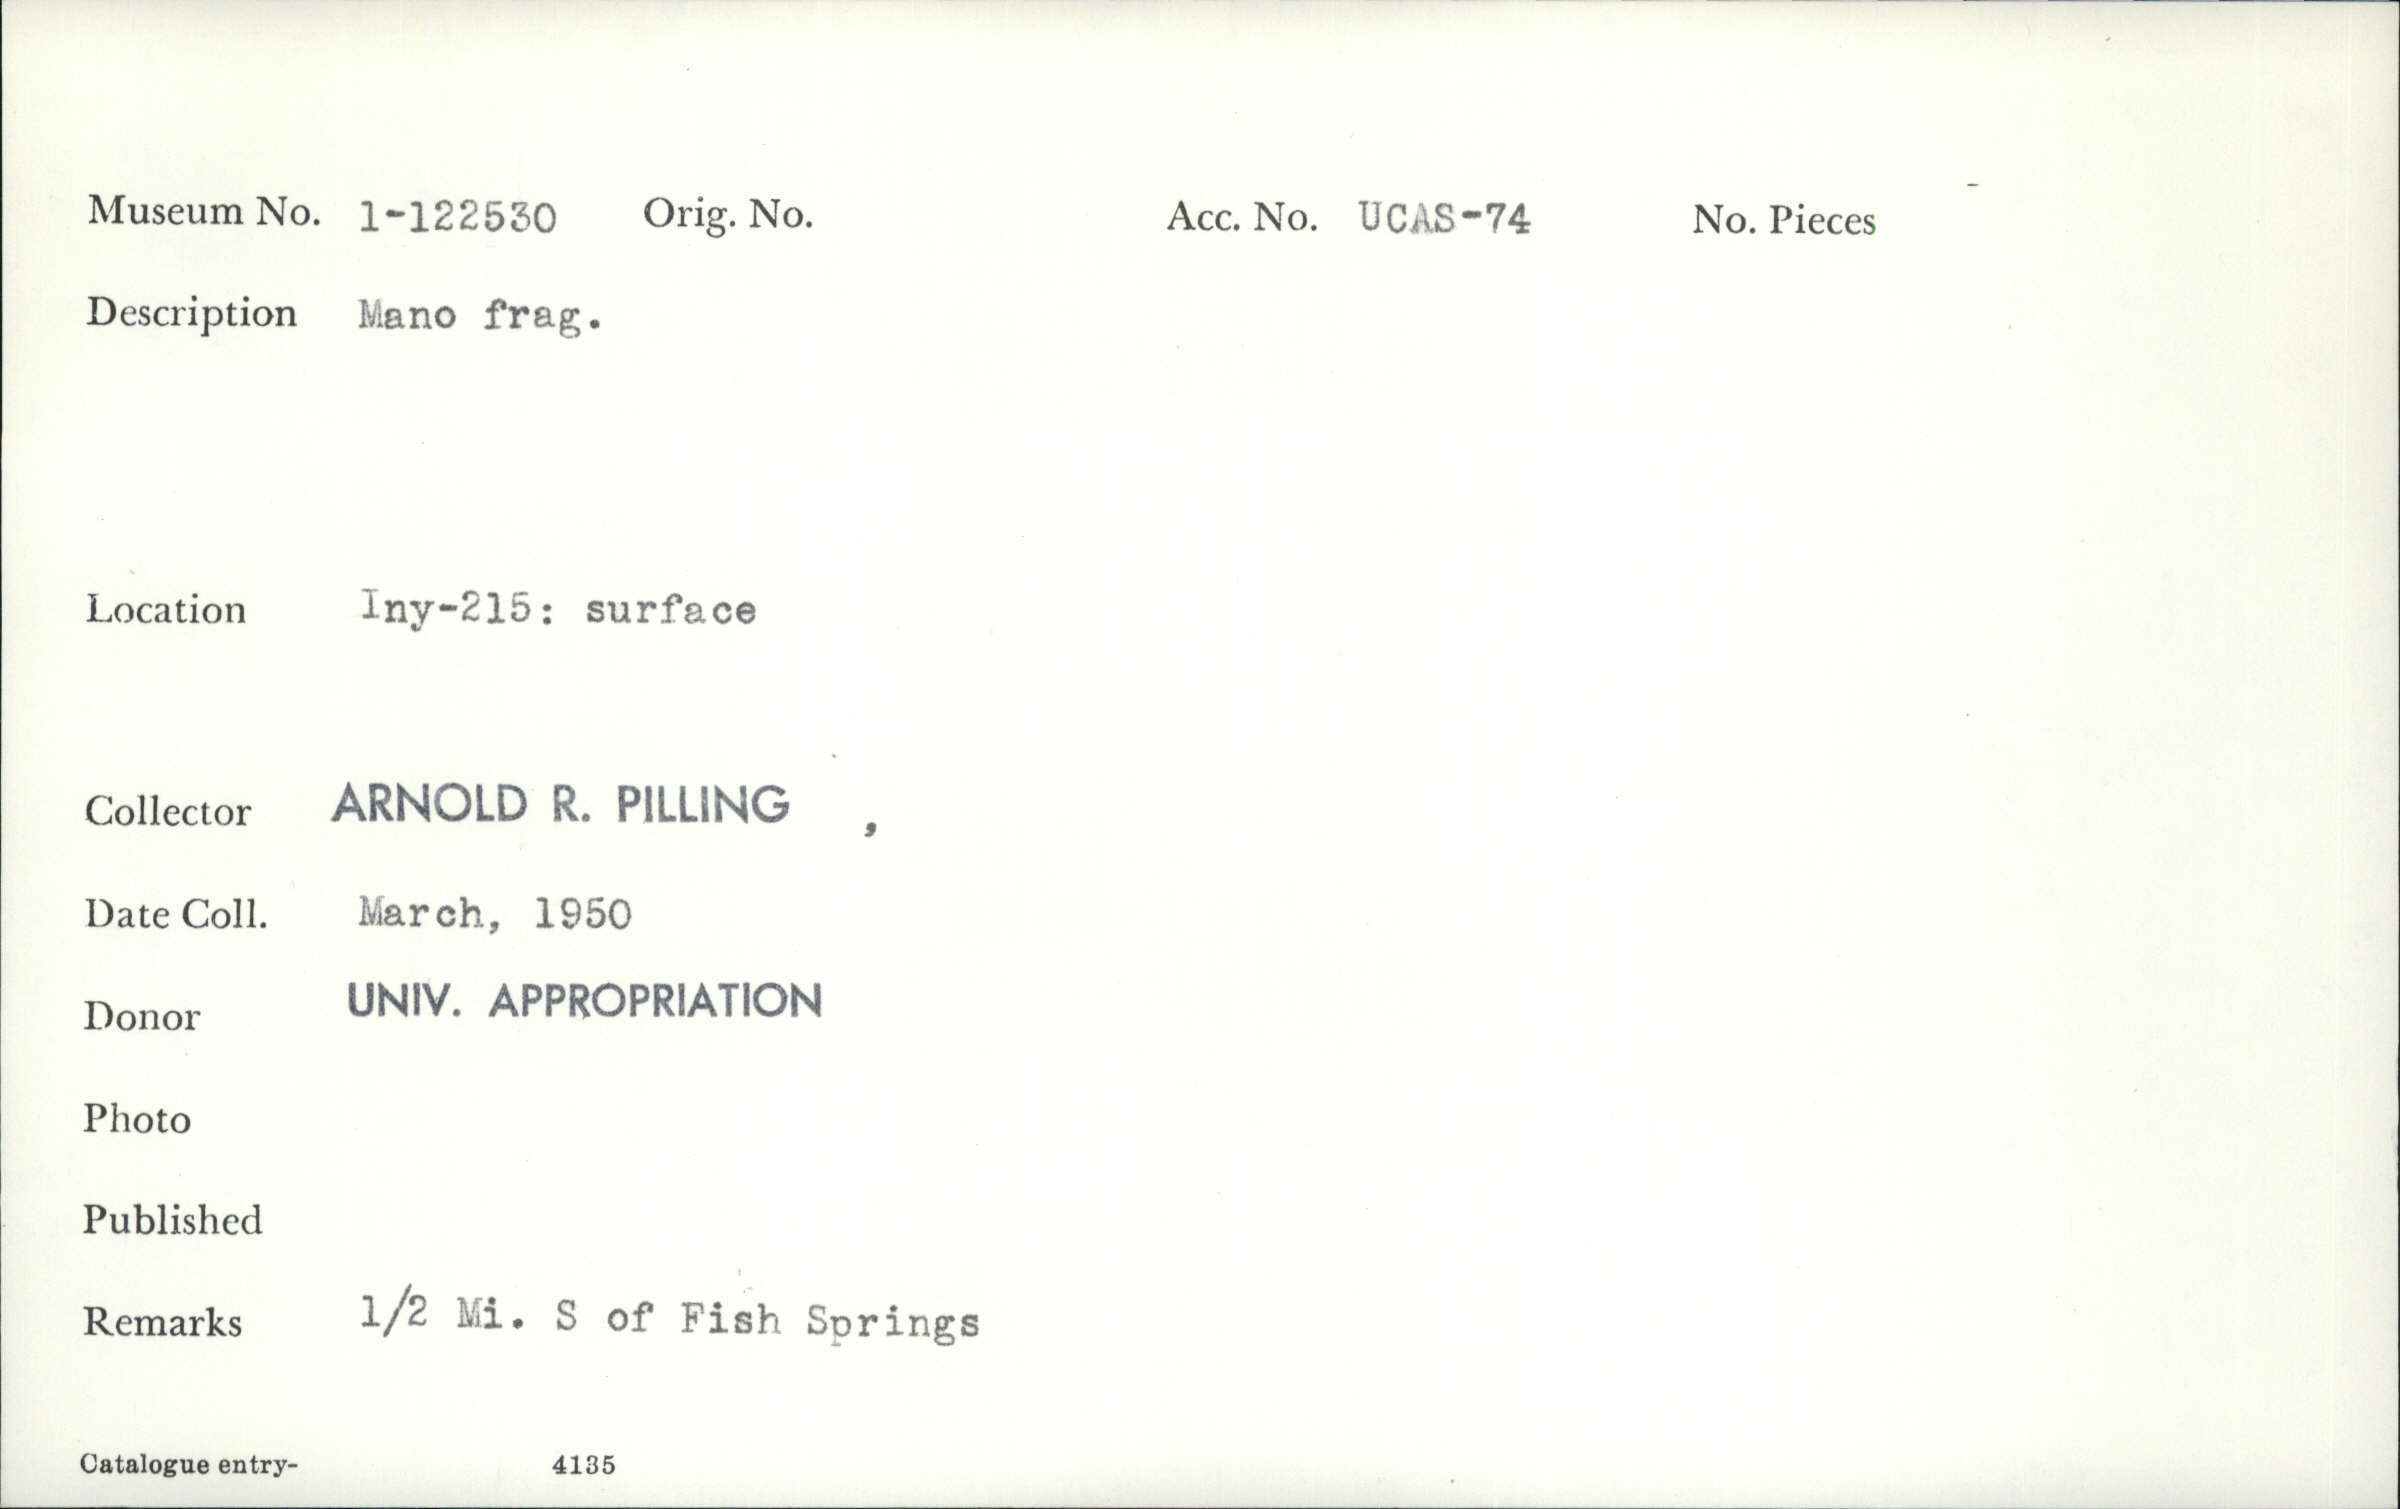 Museum No. 1-122530 Orig. No. Acc. No. UCAS-74 No. Pieces
Description Mano frag.
Location Iny-215: surface
Collector ARNOLD R. PILLING ,
Date Coll. March, 1950
Donor UNIV. APPROPRIATION
Photo
Published
Remarks 1/2 Mi. S of Fish Springs
Catalogue entry- 4135